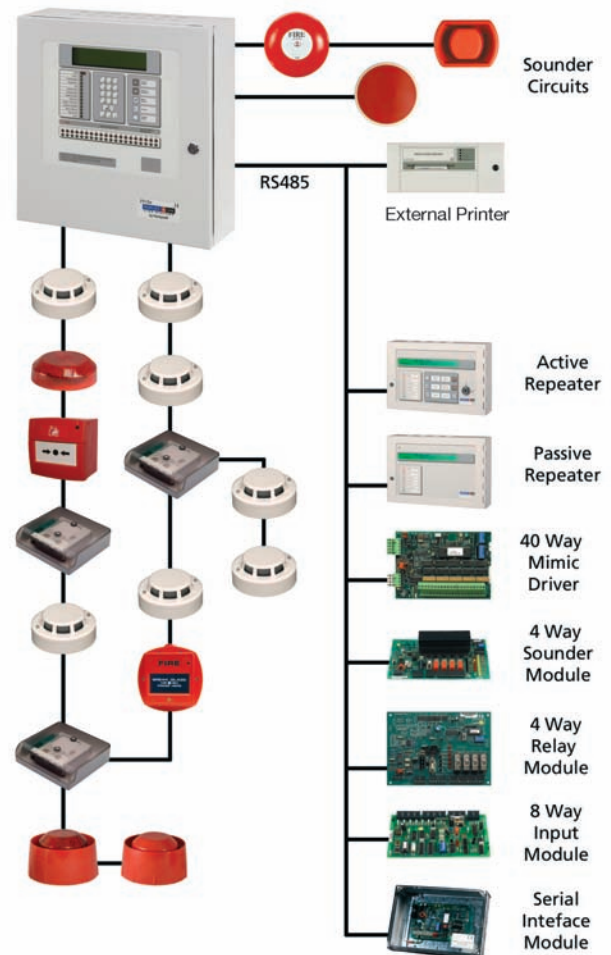 FIRE
Sounder
Circuits
RS485
External Printer
Active
Repeater
Passive
Repeater
40 Way
Mimic
Driver
FIRE
4 Way
Sounder
Module
4 Way
Relay
Module
8 Way
Input
Module
Serial
Inteface
Module